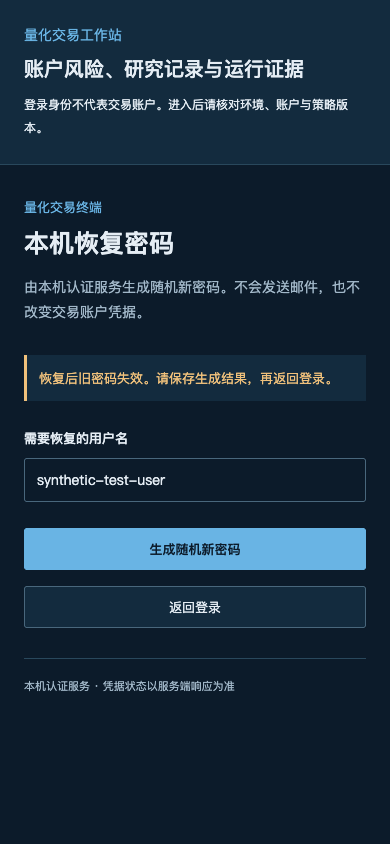 量化交易工作站
账户风险、研究记录与运行证据
登录身份不代表交易账户。进入后请核对环境、账户与策略版
本。
量化交易终端
本机恢复密码
由本机认证服务生成随机新密码。不会发送邮件，也不
改变交易账户凭据。
恢复后旧密码失效。请保存生成结果，再返回登录。
需要恢复的用户名
synthetic-test-user
生成随机新密码
返回登录
本机认证服务 · 凭据状态以服务端响应为准